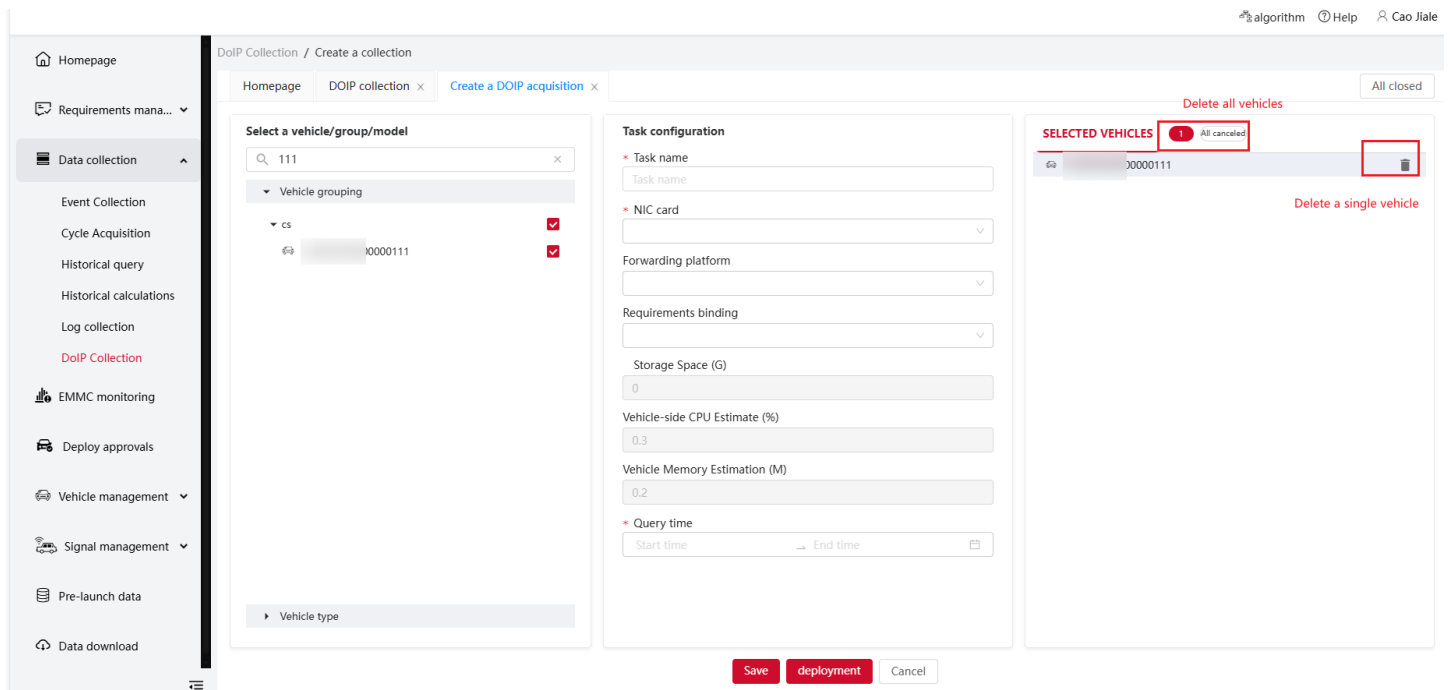 algorithm Help Cao Jiale
Homepage
Requirements mana...
Data collection
Event Collection
Cycle Acquisition
Historical query
Historical calculations
Log collection
DoIP Collection
EMMC monitoring
Deploy approvals
Vehicle management
Signal management
Pre-launch data
Data download
DoIP Collection / Create a collection
Homepage DOIP collection × Create a DOIP acquisition × All closed
Select a vehicle/group/model
111
Vehicle grouping
cs
0000111
Vehicle type
Task configuration
* Task name
Task name
* NIC card
Forwarding platform
Requirements binding
Storage Space (G)
0
Vehicle-side CPU Estimate (%)
0.3
Vehicle Memory Estimation (M)
0.2
* Query time
Start time → End time
Delete all vehicles
SELECTED VEHICLES 1 All canceled
00000111
Delete a single vehicle
Save deployment Cancel